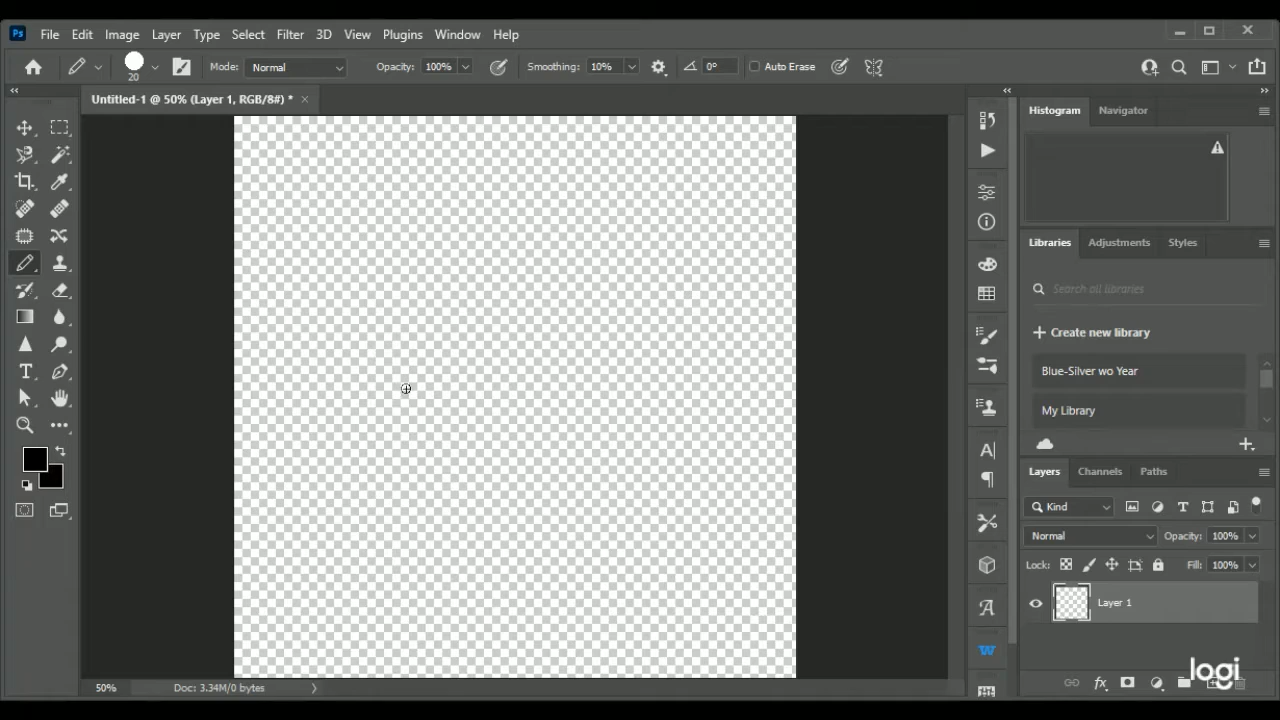 Ps File Edit Image Layer Type Select Filter 3D View Plugins Window Help
20 Mode: Normal Opacity: 100% Smoothing: 10% 0° Auto Erase
Untitled-1 @ 50% (Layer 1, RGB/8#) *
Histogram Navigator
Libraries Adjustments Styles
Search all libraries
Create new library
Blue-Silver wo Year
My Library
Layers Channels Paths
Kind
Normal Opacity: 100%
Lock: Fill: 100%
Layer 1
logi
50% Doc: 3.34M/0 bytes